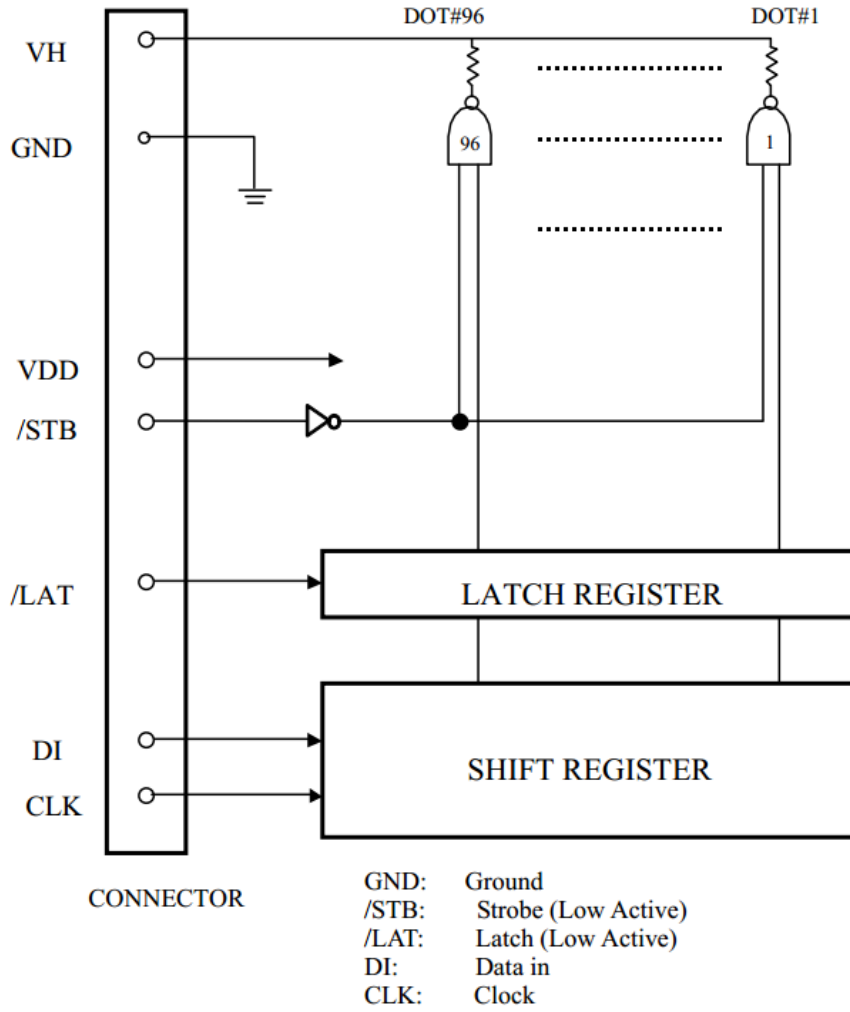 DOT#96 DOT#1
VH
96 1
GND
VDD
/STB
/LAT
LATCH REGISTER
DI
SHIFT REGISTER
CLK
CONNECTOR
GND: Ground
/STB: Strobe (Low Active)
/LAT: Latch (Low Active)
DI: Data in
CLK: Clock